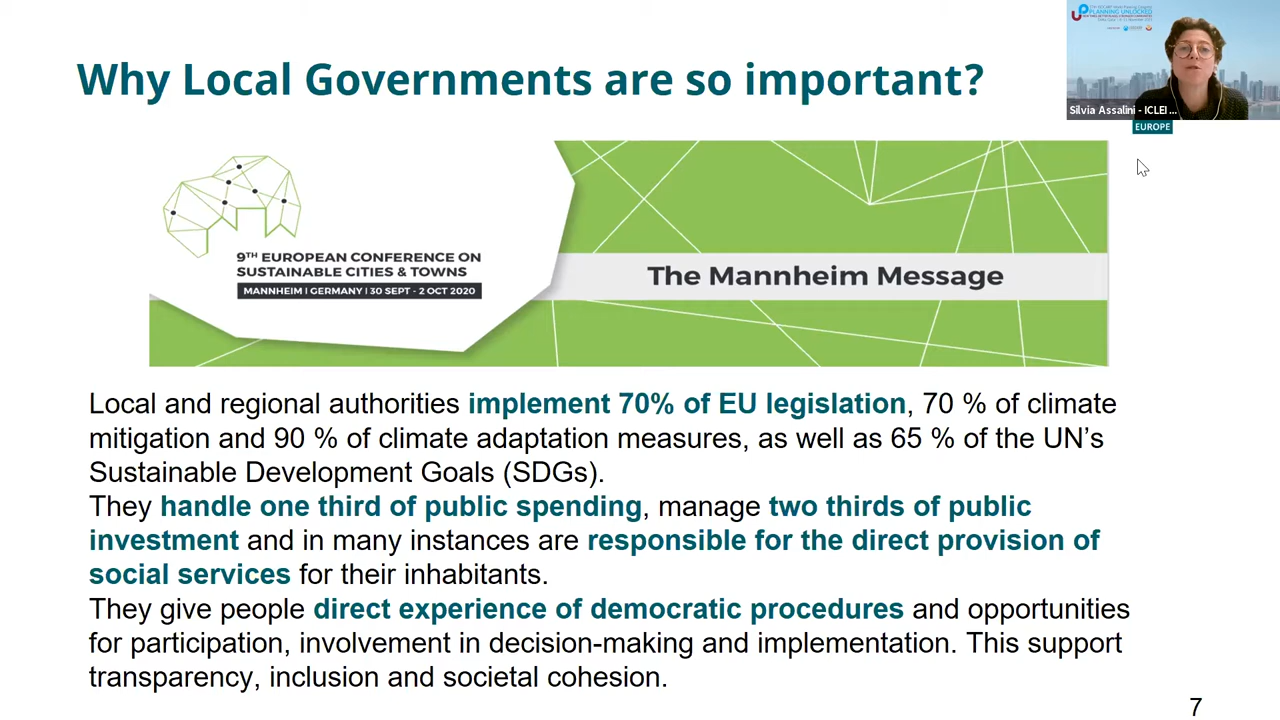 Why Local Governments are so important?
PLANNING UNLOCKED
Silvia Assalini - ICLEI ...
EUROPE
9TH EUROPEAN CONFERENCE ON
SUSTAINABLE CITIES & TOWNS
MANNHEIM | GERMANY | 30 SEPT - 2 OCT 2020
The Mannheim Message
Local and regional authorities implement 70% of EU legislation, 70 % of climate
mitigation and 90 % of climate adaptation measures, as well as 65 % of the UN’s
Sustainable Development Goals (SDGs).
They handle one third of public spending, manage two thirds of public
investment and in many instances are responsible for the direct provision of
social services for their inhabitants.
They give people direct experience of democratic procedures and opportunities
for participation, involvement in decision-making and implementation. This support
transparency, inclusion and societal cohesion.
7